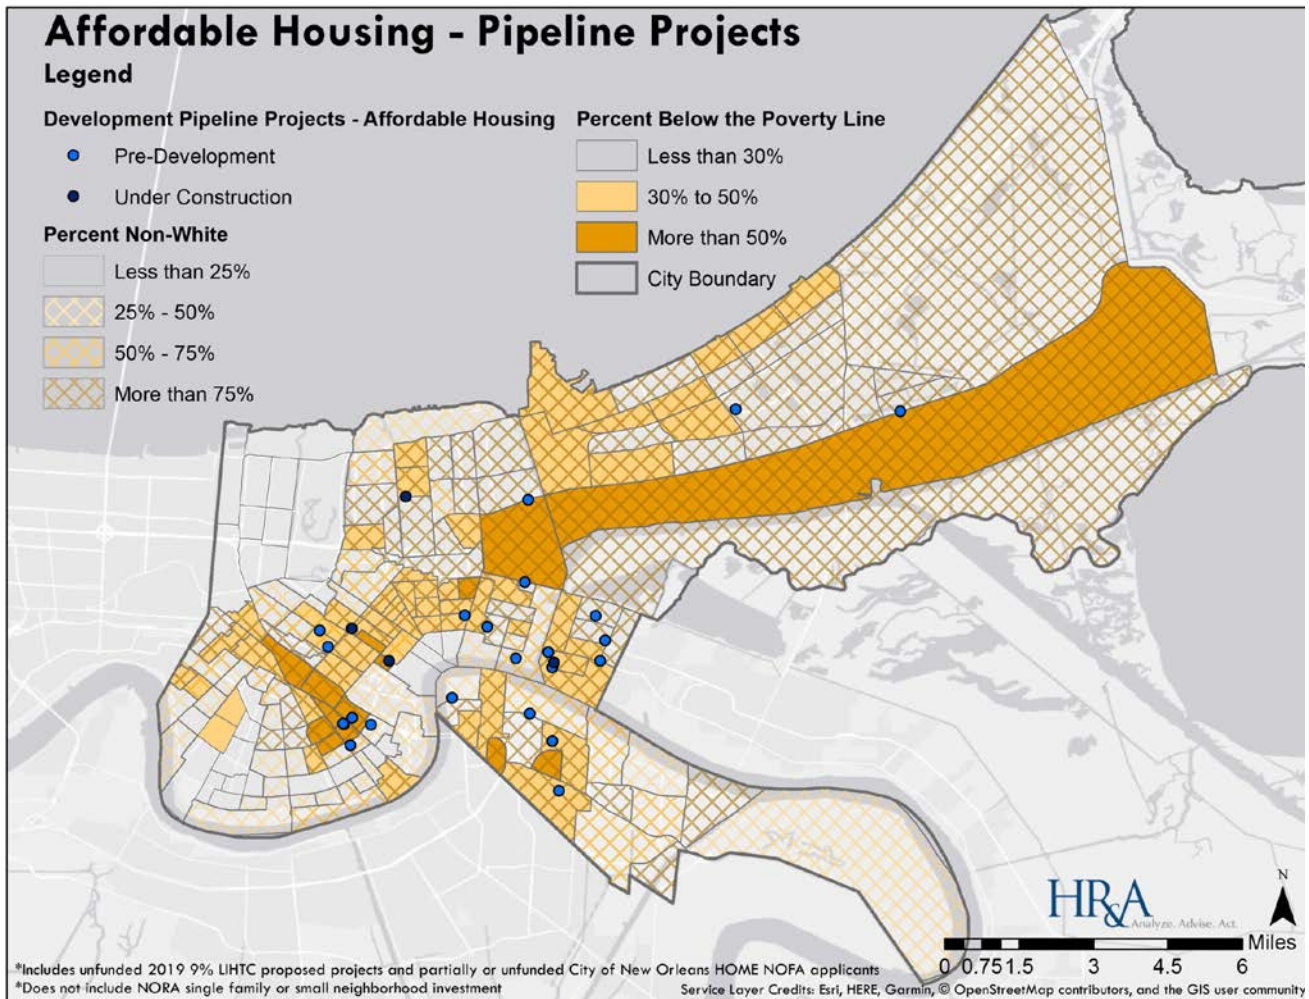 Affordable Housing - Pipeline Projects
Legend
Development Pipeline Projects - Affordable Housing
Pre-Development
Under Construction
Percent Non-White
Less than 25%
25% - 50%
50% - 75%
More than 75%
Percent Below the Poverty Line
Less than 30%
30% to 50%
More than 50%
City Boundary
HR&A
Analyze. Advise. Act.
N
Miles
0 0.75 1.5 3 4.5 6
*Includes unfunded 2019 9% LIHTC proposed projects and partially or unfunded City of New Orleans HOME NOFA applicants
*Does not include NORA single family or small neighborhood investment
Service Layer Credits: Esri, HERE, Garmin, © OpenStreetMap contributors, and the GIS user community